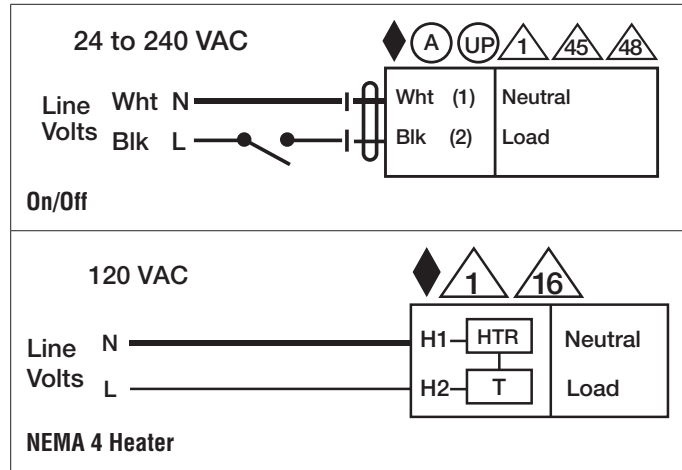 24 to 240 VAC
A UP 1 45 48
Line Volts
Wht N
Blk L
Wht (1) Neutral
Blk (2) Load
On/Off
120 VAC
1 16
Line Volts
N
L
H1 HTR Neutral
H2 T Load
NEMA 4 Heater